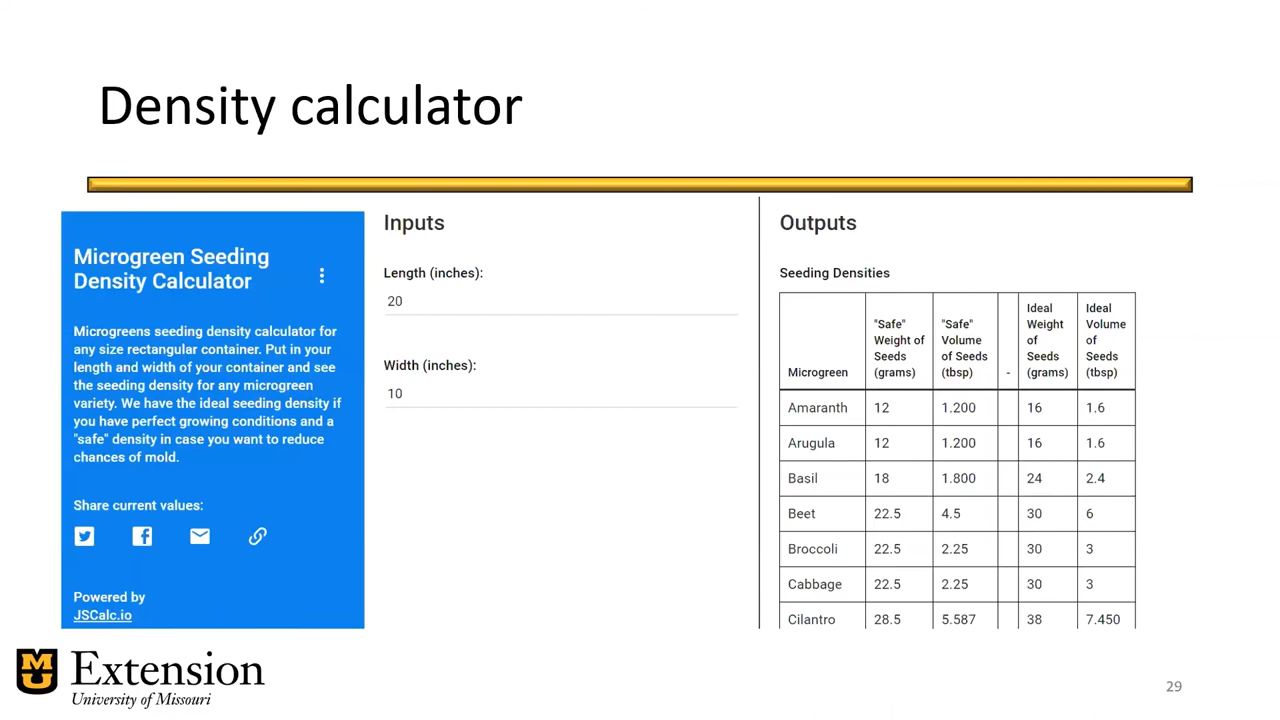 Density calculator
Microgreen Seeding
Density Calculator
Microgreens seeding density calculator for
any size rectangular container. Put in your
length and width of your container and see
the seeding density for any microgreen
variety. We have the ideal seeding density if
you have perfect growing conditions and a
"safe" density in case you want to reduce
chances of mold.
Share current values:
Powered by
JSCalc.io
Inputs
Length (inches):
20
Width (inches):
10
Outputs
Seeding Densities
Microgreen "Safe" Weight of Seeds (grams) "Safe" Volume of Seeds (tbsp) - Ideal Weight of Seeds (grams) Ideal Volume of Seeds (tbsp)
Amaranth 12 1.200 16 1.6
Arugula 12 1.200 16 1.6
Basil 18 1.800 24 2.4
Beet 22.5 4.5 30 6
Broccoli 22.5 2.25 30 3
Cabbage 22.5 2.25 30 3
Cilantro 28.5 5.587 38 7.450
MU Extension
University of Missouri
29